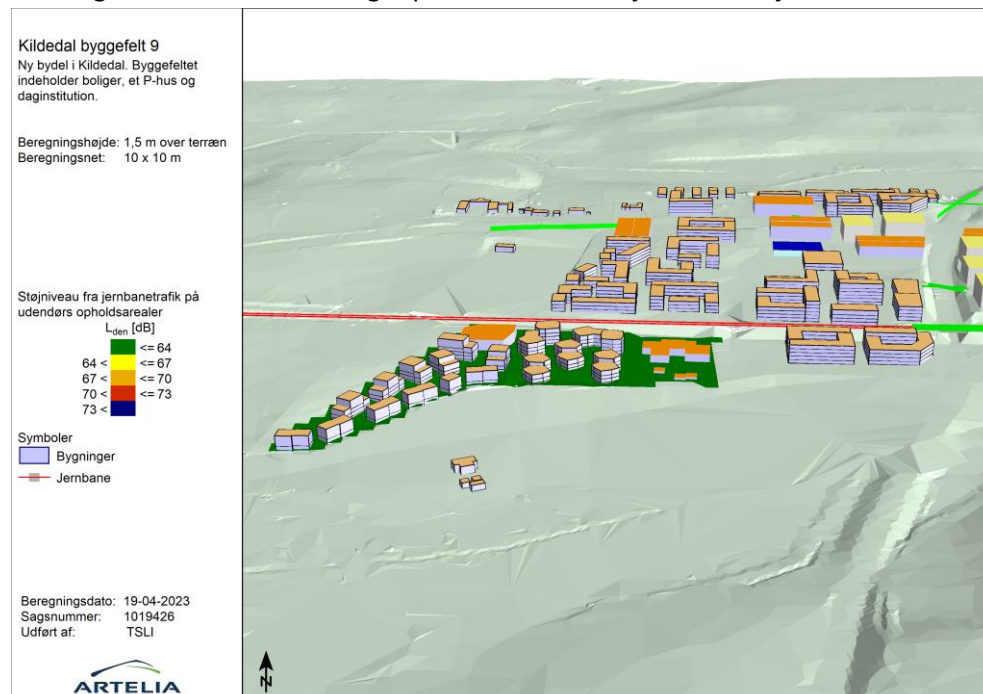 Kildedal byggefelt 9
Ny bydel i Kildedal. Byggefeltet
indeholder boliger, et P-hus og
daginstitution.
Beregningshøjde: 1,5 m over terræn
Beregningsnet: 10 x 10 m
Støjniveau fra jernbanetrafik på
udendørs opholdsarealer
Lden [dB]
<= 64
64 < <= 67
67 < <= 70
70 < <= 73
73 <
Symboler
Bygninger
Jernbane
Beregningsdato: 19-04-2023
Sagsnummer: 1019426
Udført af: TSLI
ARTELIA
N